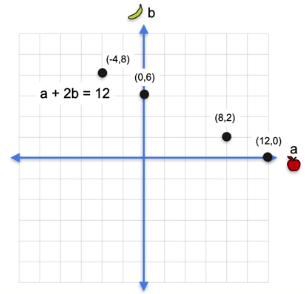 b
(-4,8)
(0,6)
a + 2b = 12
(8,2)
(12,0)
a